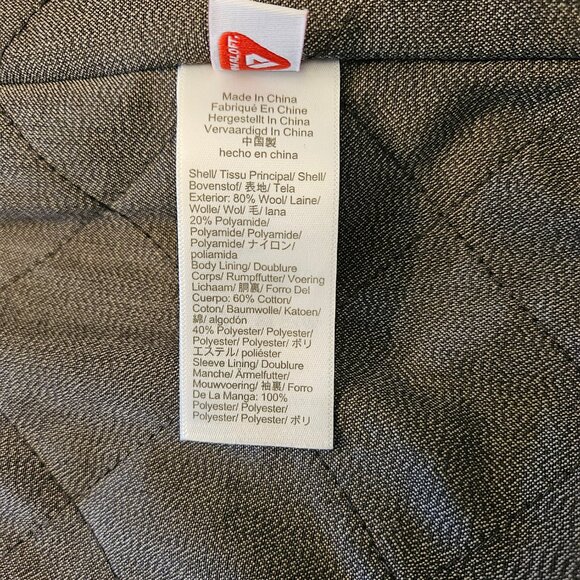 NALOFT
Made In China
Fabriqué En Chine
Hergestellt In China
Vervaardigd In China
中国製
hecho en china
Shell/ Tissu Principal/ Shell/
Bovenstof/ 表地/ Tela
Exterior: 80% Wool/ Laine/
Wolle/ Wol/ 毛/ lana
20% Polyamide/
Polyamide/ Polyamide/
Polyamide/ ナイロン/
poliamida
Body Lining/ Doublure
Corps/ Rumpffutter/ Voering
Lichaam/ 胴裏/ Forro Del
Cuerpo: 60% Cotton/
Coton/ Baumwolle/ Katoen/
綿/ algodón
40% Polyester/ Polyester/
Polyester/ Polyester/ ポリ
エステル/ poliéster
Sleeve Lining/ Doublure
Manche/ Ärmelfutter/
Mouwvoering/ 袖裏/ Forro
De La Manga: 100%
Polyester/ Polyester/
Polyester/ Polyester/ ポリ